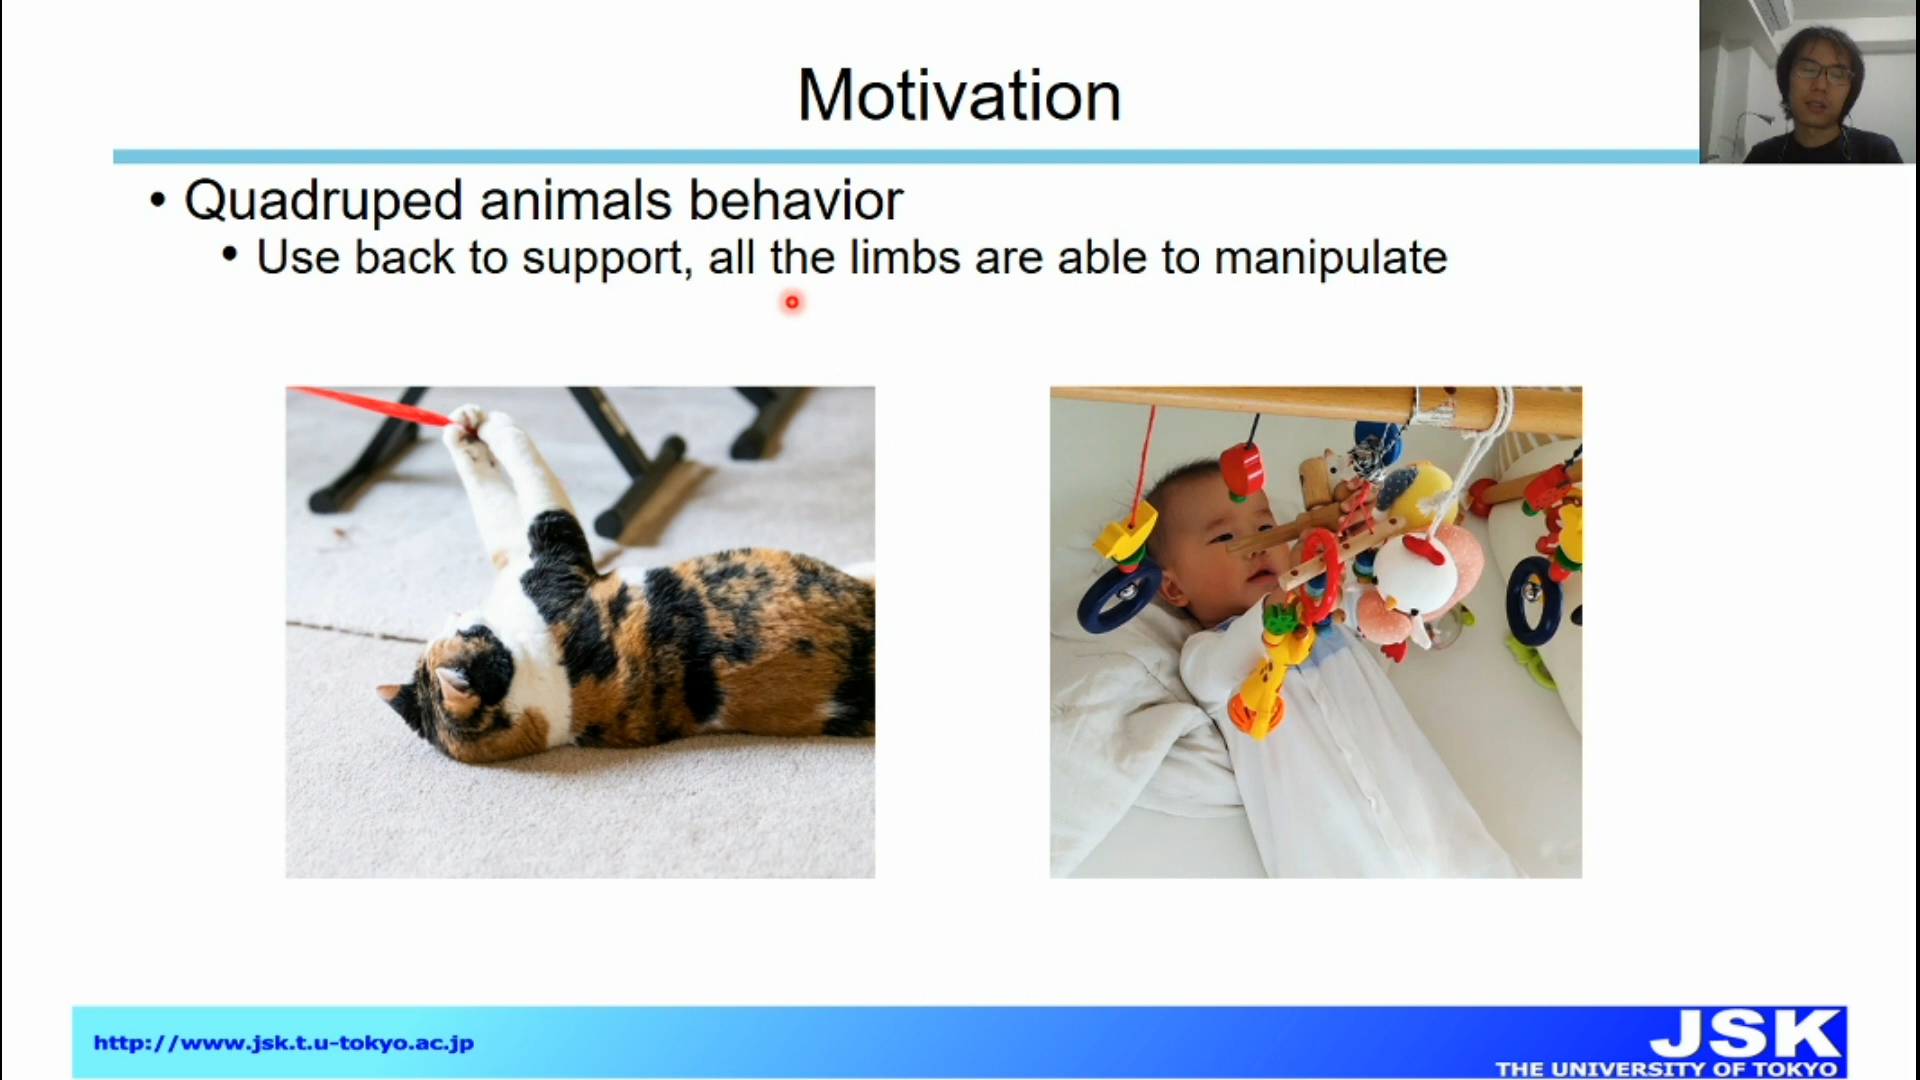 Motivation
• Quadruped animals behavior
• Use back to support, all the limbs are able to manipulate
http://www.jsk.t.u-tokyo.ac.jp
JSK
THE UNIVERSITY OF TOKYO